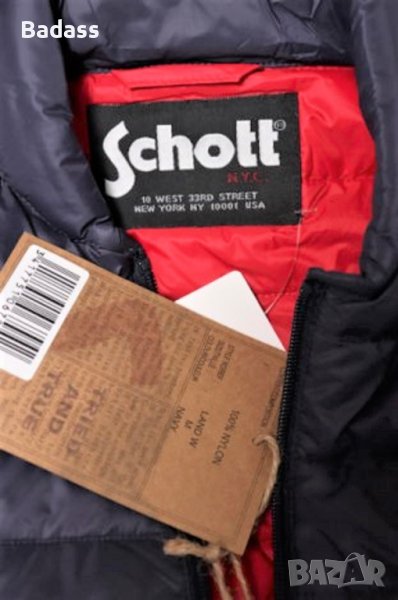 Badass
Schott®
N.Y.C.
10 WEST 33RD STREET
NEW YORK NY 10001 USA
TRIED
AND
TRUE
100% NYLON
LAND W
M
NAVY
BAZAR